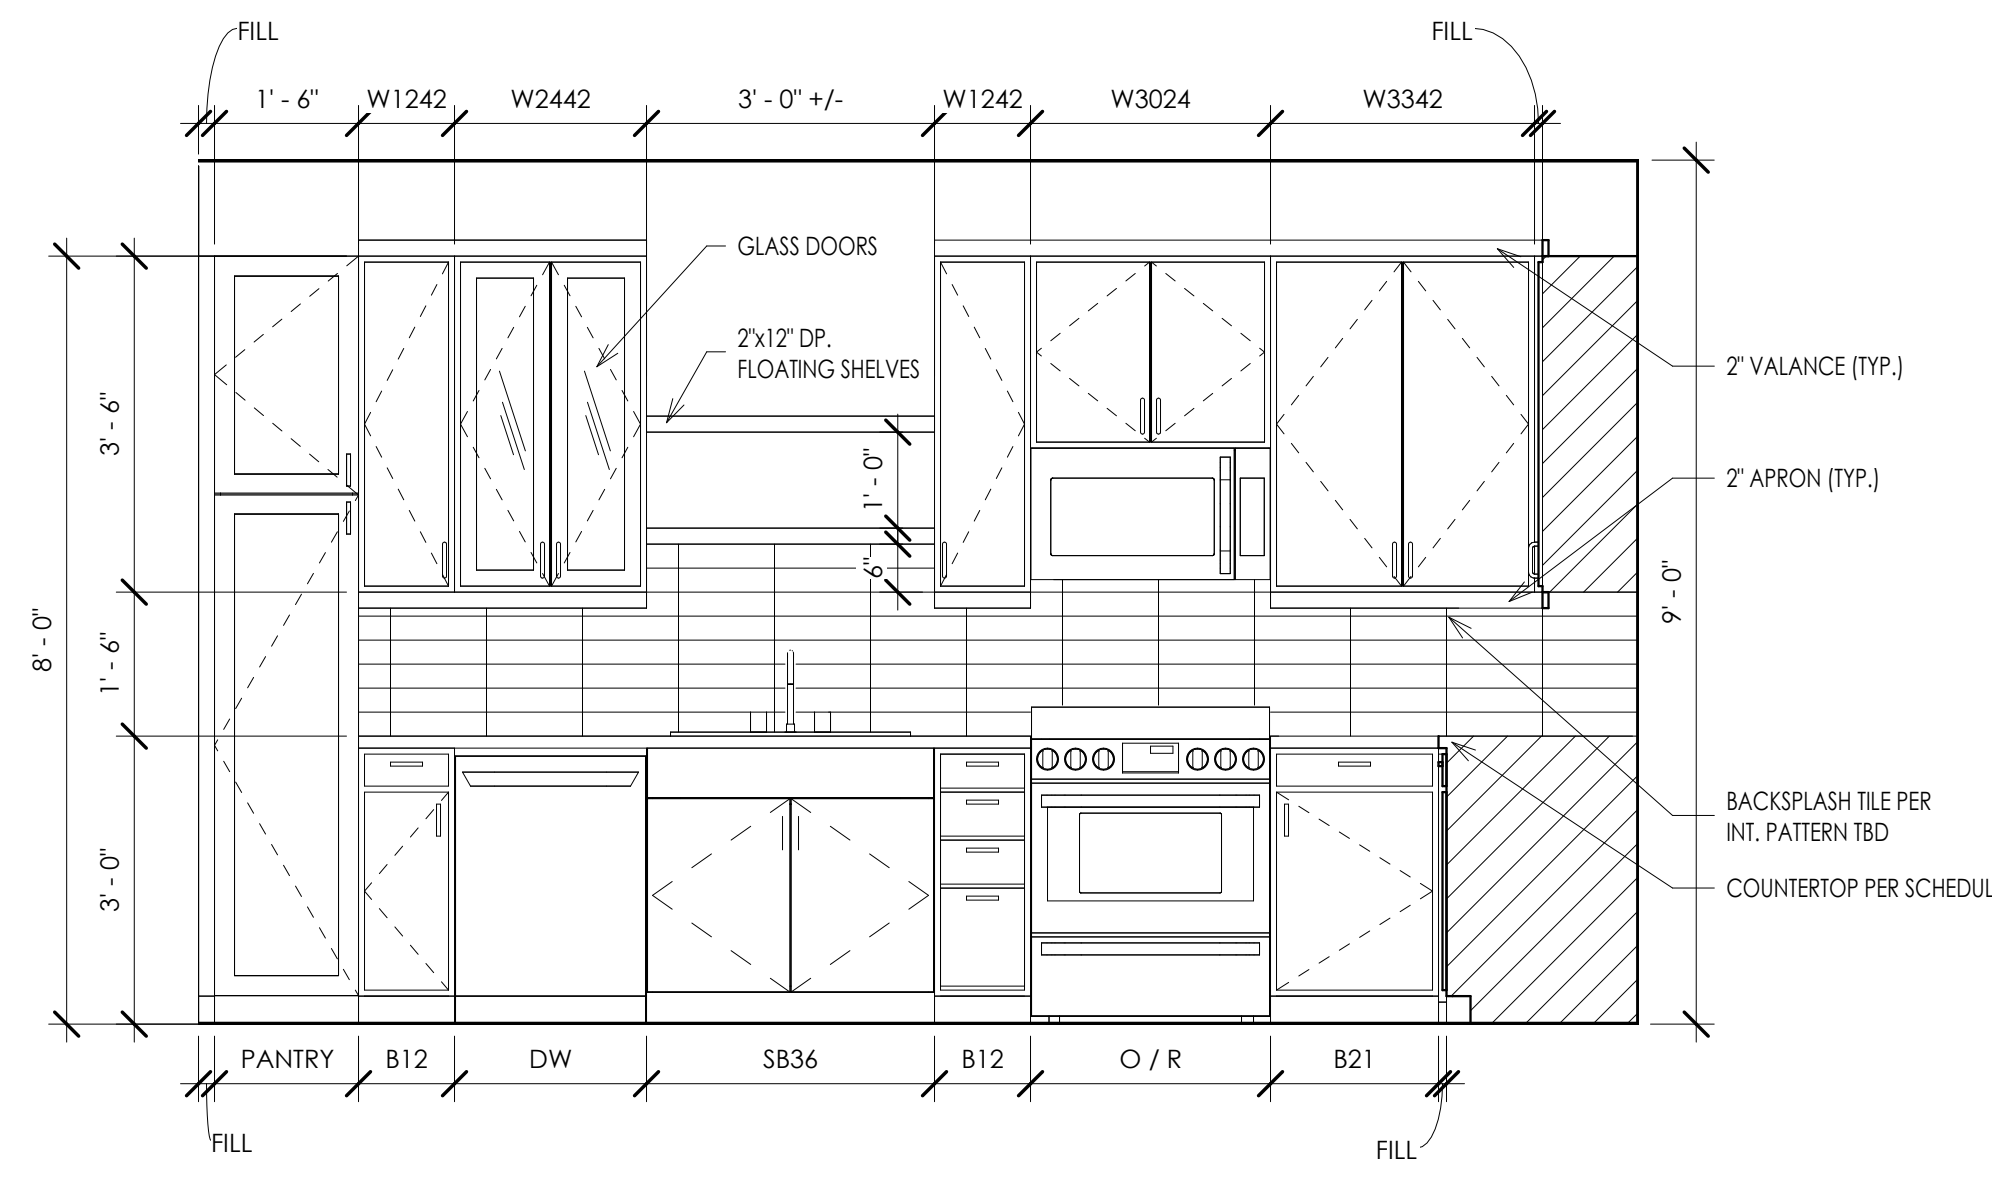 FILL
FILL
1' - 6"
W1242
W2442
3' - 0" +/-
W1242
W3024
W3342
GLASS DOORS
2"x12" DP.
FLOATING SHELVES
2" VALANCE (TYP.)
3' - 6"
1' - 0"
2" APRON (TYP.)
6"
8' - 0"
1' - 6"
9' - 0"
BACKSPLASH TILE PER
INT. PATTERN TBD
3' - 0"
COUNTERTOP PER SCHEDUL
PANTRY
B12
DW
SB36
B12
O / R
B21
FILL
FILL